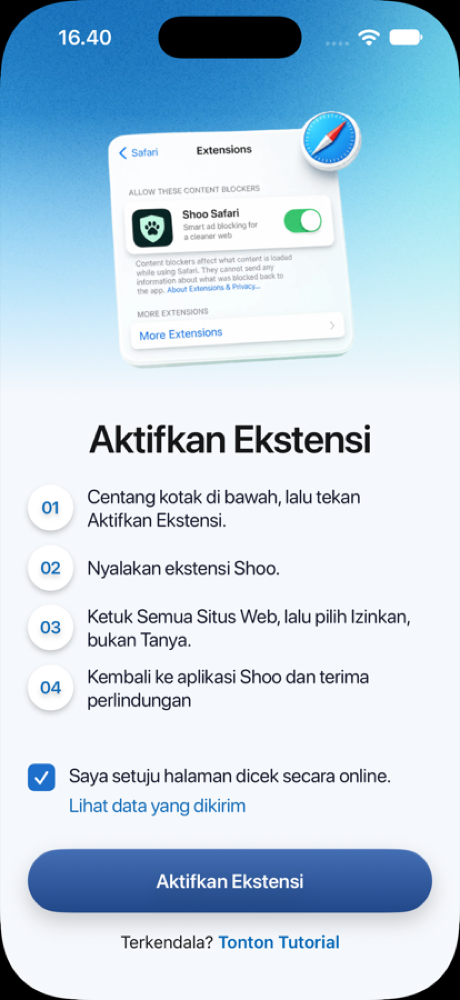 16.40
Safari
Extensions
ALLOW THESE CONTENT BLOCKERS
Shoo Safari
Smart ad blocking for
a cleaner web
Content blockers affect what content is loaded
while using Safari. They cannot send any
information about what was blocked back to
the app. About Extensions & Privacy...
MORE EXTENSIONS
More Extensions
Aktifkan Ekstensi
01
Centang kotak di bawah, lalu tekan
Aktifkan Ekstensi.
02
Nyalakan ekstensi Shoo.
03
Ketuk Semua Situs Web, lalu pilih Izinkan,
bukan Tanya.
04
Kembali ke aplikasi Shoo dan terima
perlindungan
Saya setuju halaman dicek secara online.
Lihat data yang dikirim
Aktifkan Ekstensi
Terkendala? Tonton Tutorial